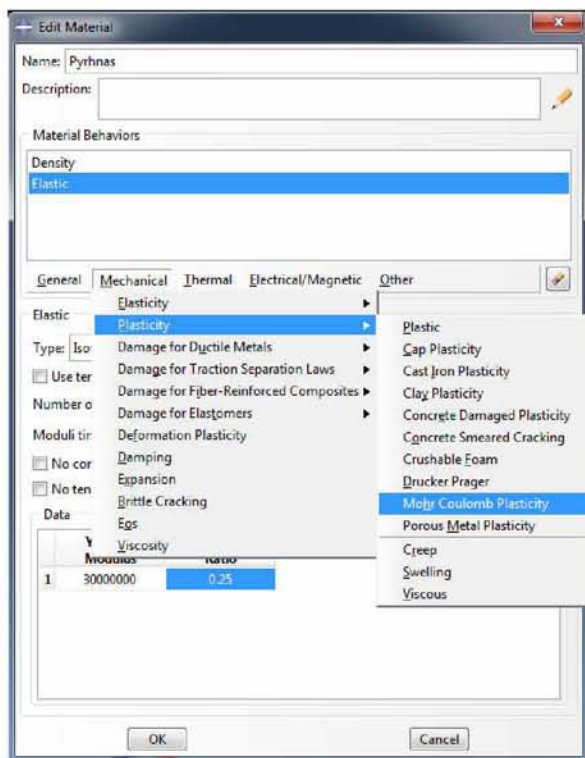 Edit Material
Name: Pyrhnas
Description:
Material Behaviors
Density
Elastic
General Mechanical Thermal Electrical/Magnetic Other
Elastic
Type: Iso
Use ter
Number o
Moduli tir
No cor
No ten
Data
Modulus Ratio
1 30000000 0.25
Elasticity
Plasticity
Damage for Ductile Metals
Damage for Traction Separation Laws
Damage for Fiber-Reinforced Composites
Damage for Elastomers
Deformation Plasticity
Damping
Expansion
Brittle Cracking
Eos
Viscosity
Plastic
Cap Plasticity
Cast Iron Plasticity
Clay Plasticity
Concrete Damaged Plasticity
Concrete Smeared Cracking
Crushable Foam
Drucker Prager
Mohr Coulomb Plasticity
Porous Metal Plasticity
Creep
Swelling
Viscous
OK Cancel